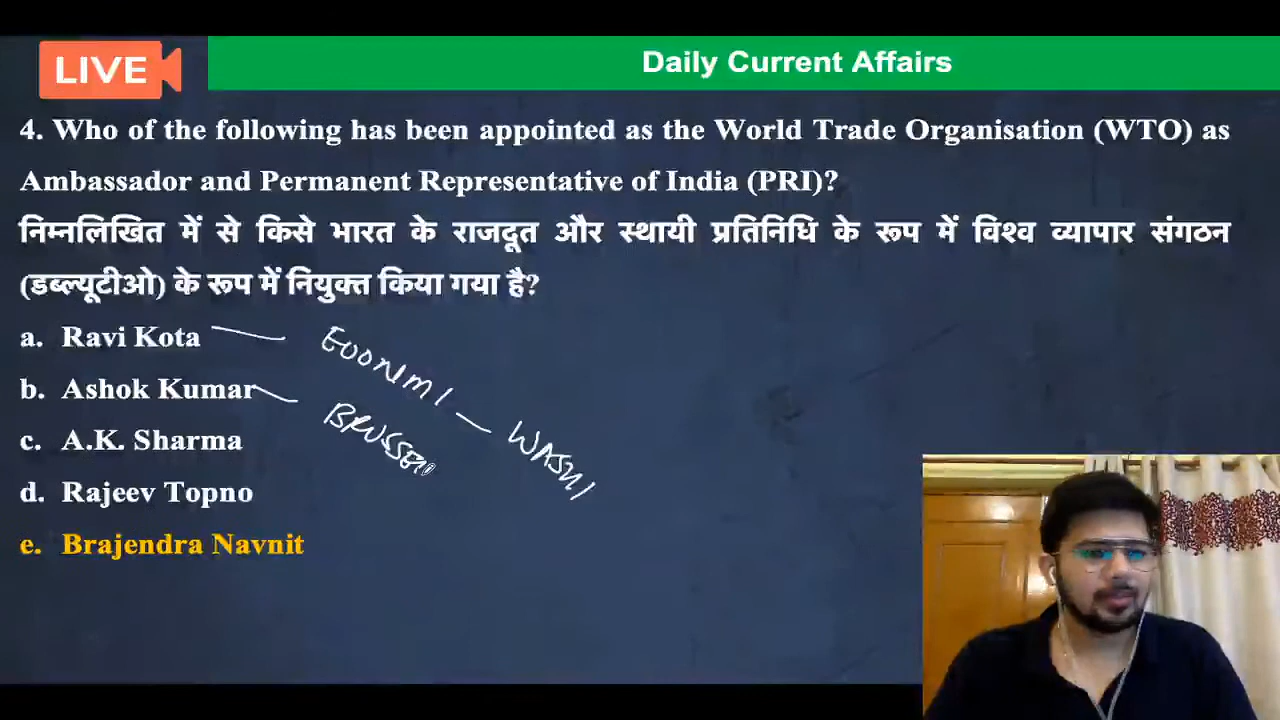 LIVE
Daily Current Affairs
4. Who of the following has been appointed as the World Trade Organisation (WTO) as
Ambassador and Permanent Representative of India (PRI)?
निम्नलिखित में से किसे भारत के राजदूत और स्थायी प्रतिनिधि के रूप में विश्व व्यापार संगठन
(डब्ल्यूटीओ) के रूप में नियुक्त किया गया है?
a. Ravi Kota
b. Ashok Kumar
c. A.K. Sharma
d. Rajeev Topno
e. Brajendra Navnit